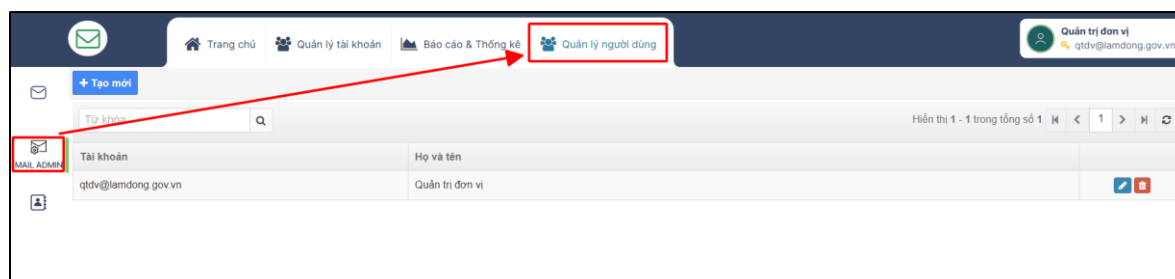 Trang chủ Quản lý tài khoản Báo cáo & Thống kê Quản lý người dùng
Quản trị đơn vị
qtdv@lamdong.gov.vn
+ Tạo mới
Từ khóa
Hiển thị 1 - 1 trong tổng số 1 1
MAIL ADMIN
Tài khoản Họ và tên
qtdv@lamdong.gov.vn Quản trị đơn vị